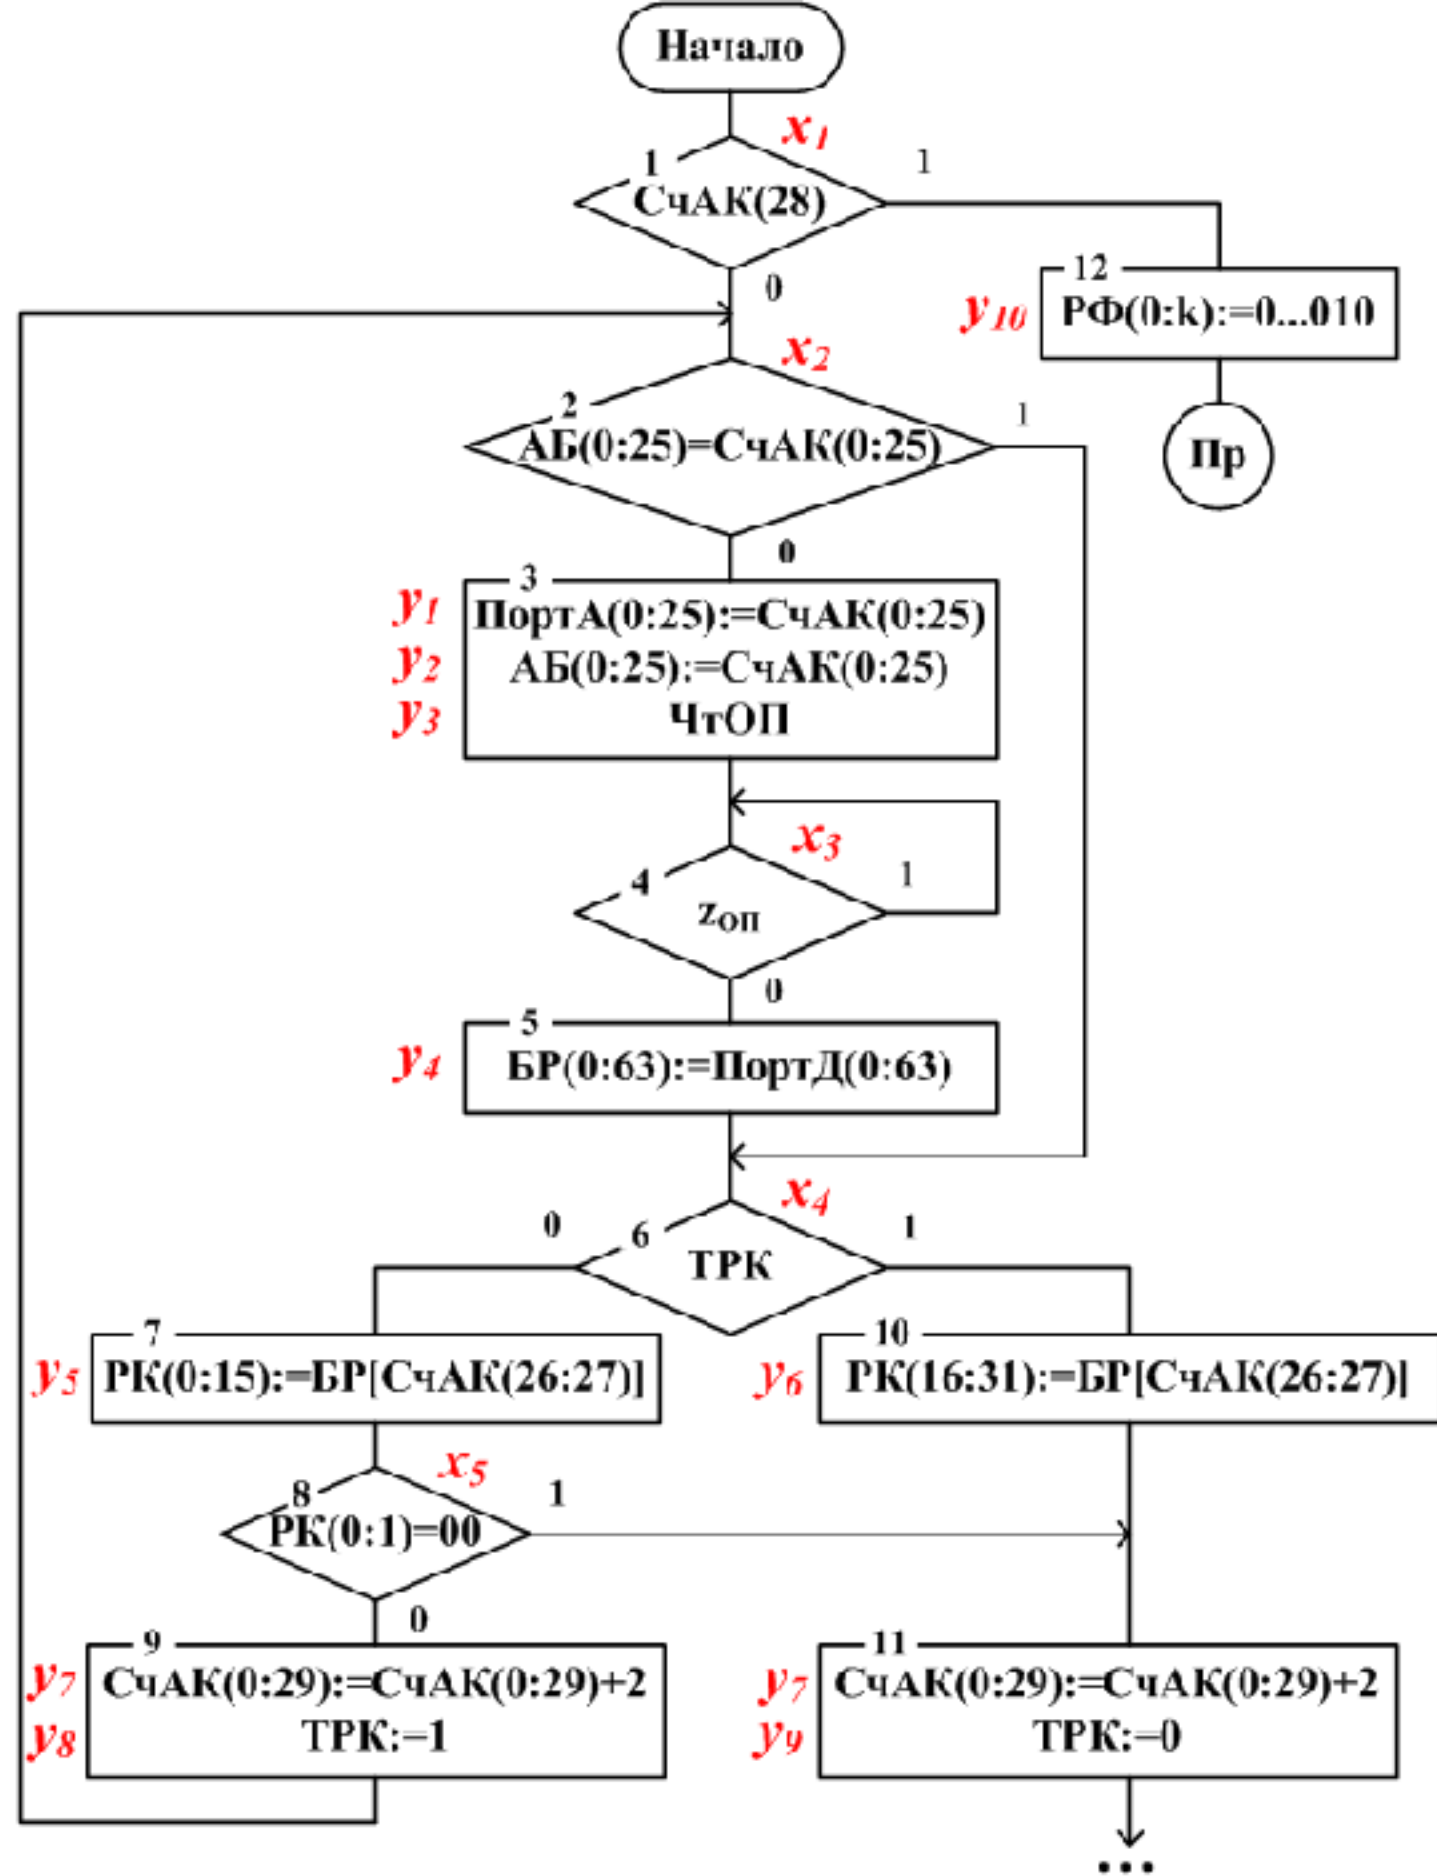 Начало
x1
1
1
СчАК(28)
0
12
y10
РФ(0:k):=0...010
Пр
x2
2
1
АБ(0:25)=СчАК(0:25)
0
3
y1
ПортА(0:25):=СчАК(0:25)
y2
АБ(0:25):=СчАК(0:25)
y3
ЧтОП
x3
4
1
zОП
0
5
y4
БР(0:63):=ПортД(0:63)
x4
0
6
1
ТРК
7
y5
РК(0:15):=БР[СчАК(26:27)]
10
y6
РК(16:31):=БР[СчАК(26:27)]
x5
8
1
РК(0:1)=00
0
9
y7
СчАК(0:29):=СчАК(0:29)+2
y8
ТРК:=1
11
y7
СчАК(0:29):=СчАК(0:29)+2
y9
ТРК:=0
...